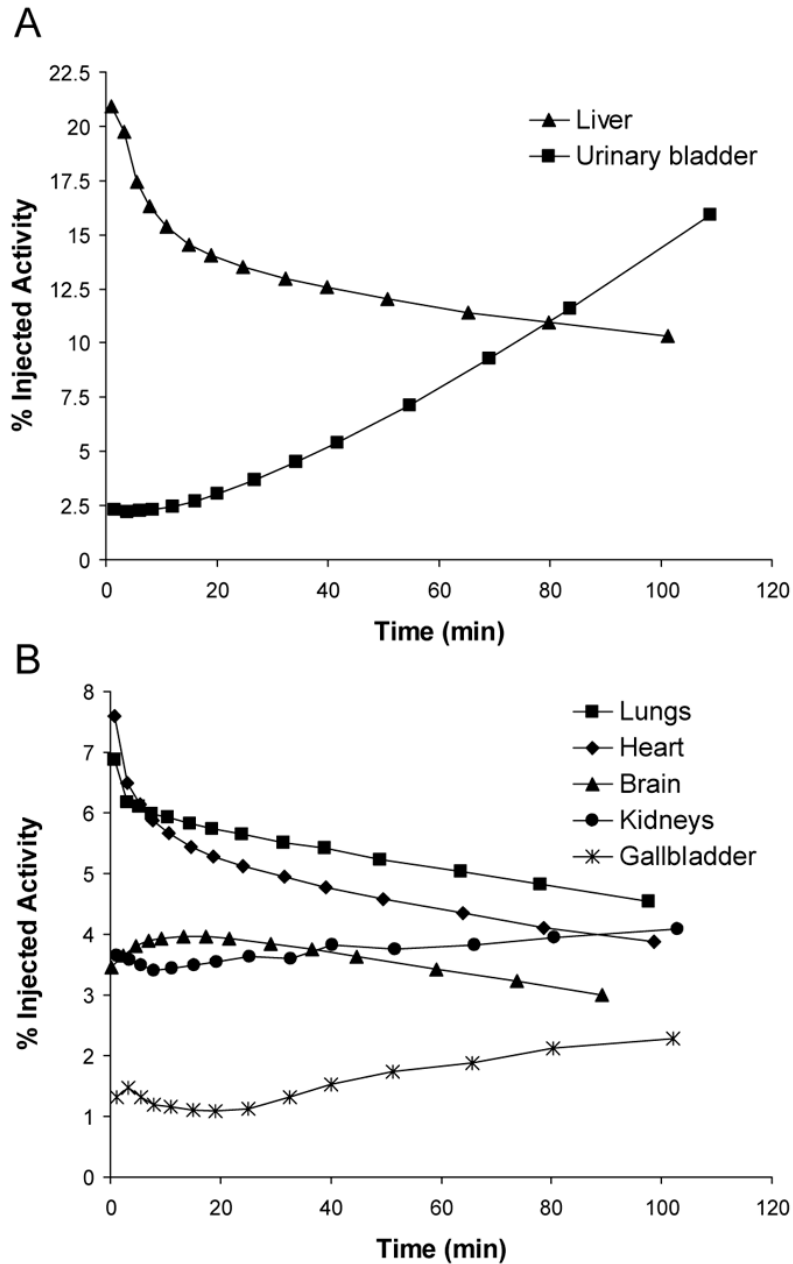 A
% Injected Activity
22.5
20
17.5
15
12.5
10
7.5
5
2.5
0
Liver
Urinary bladder
0 20 40 60 80 100 120
Time (min)
B
% Injected Activity
8
7
6
5
4
3
2
1
0
Lungs
Heart
Brain
Kidneys
Gallbladder
0 20 40 60 80 100 120
Time (min)